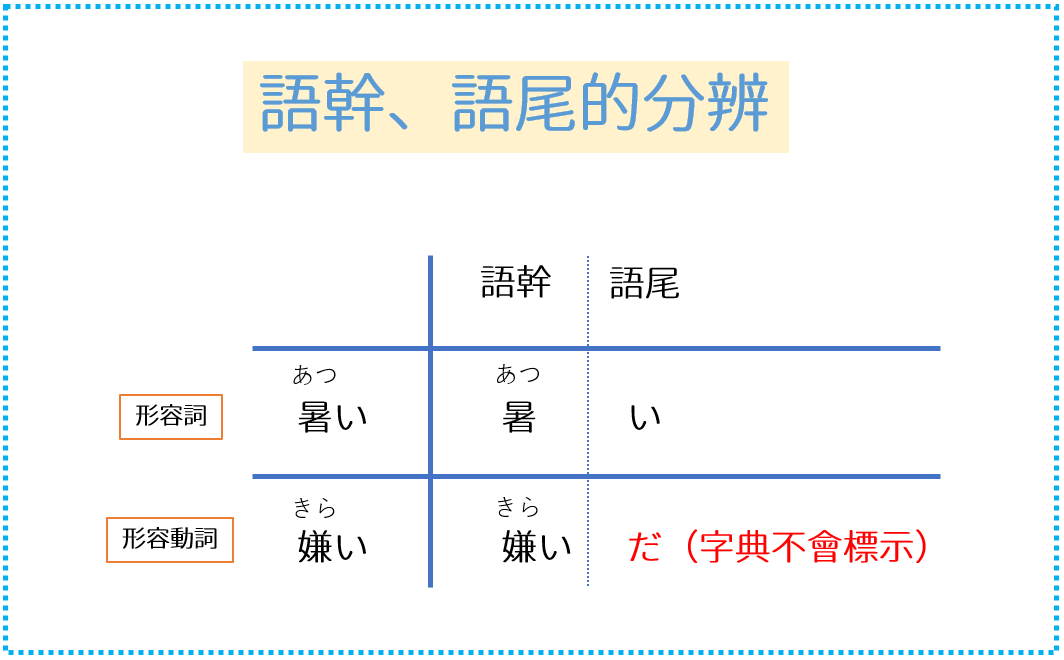 語幹、語尾的分辨
語幹 語尾
あつ あつ
形容詞 暑い 暑 い
きら きら
形容動詞 嫌い 嫌い だ（字典不會標示）